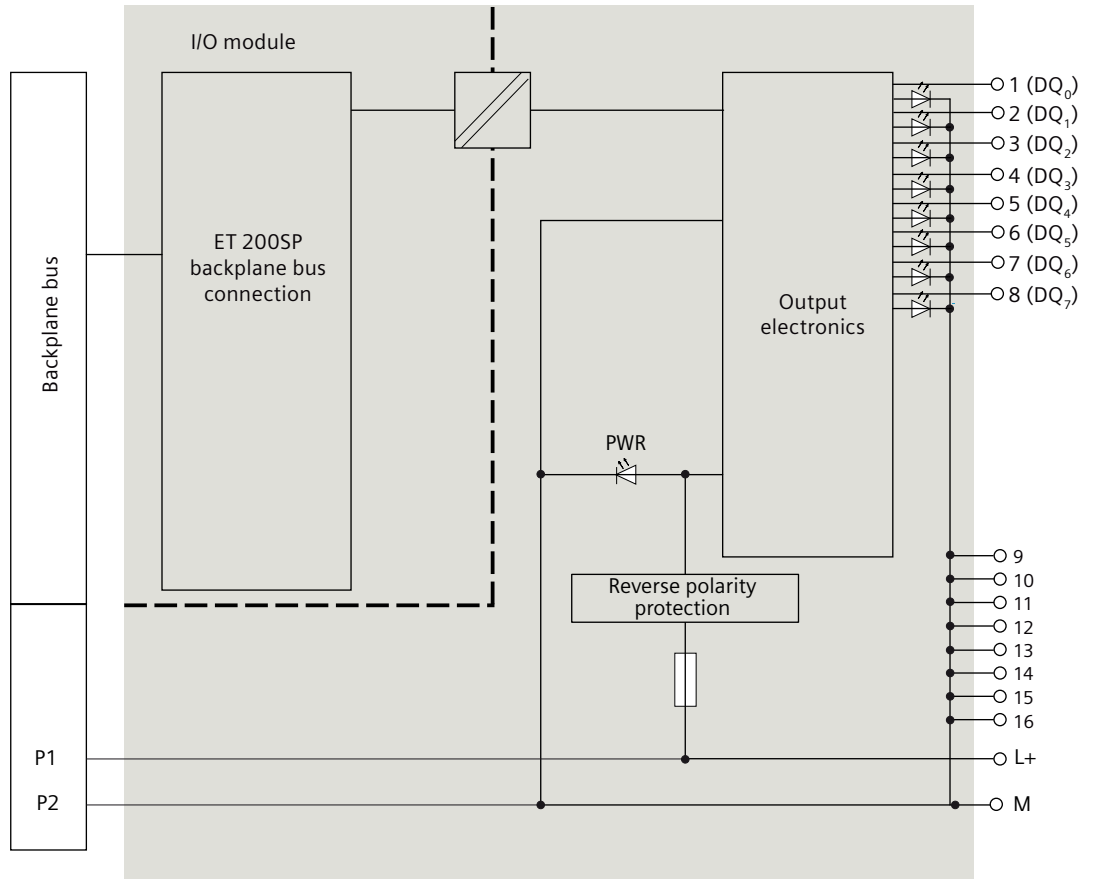 I/O module
Backplane bus
ET 200SP
backplane bus
connection
Output
electronics
1 (DQ₀)
2 (DQ₁)
3 (DQ₂)
4 (DQ₃)
5 (DQ₄)
6 (DQ₅)
7 (DQ₆)
8 (DQ₇)
PWR
Reverse polarity
protection
9
10
11
12
13
14
15
16
P1
L+
P2
M